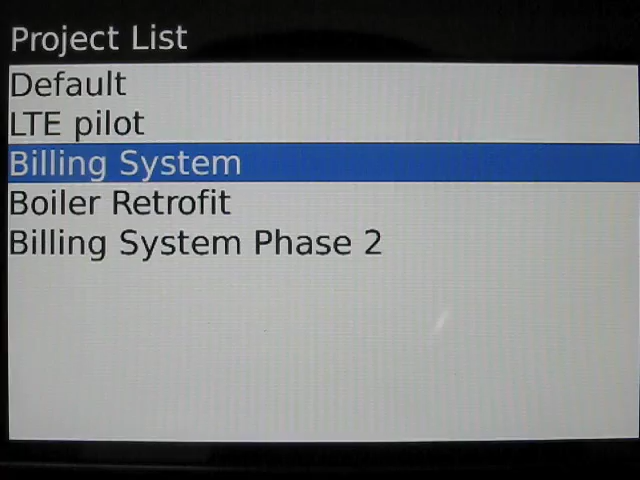 Project List
Default
LTE pilot
Billing System
Boiler Retrofit
Billing System Phase 2